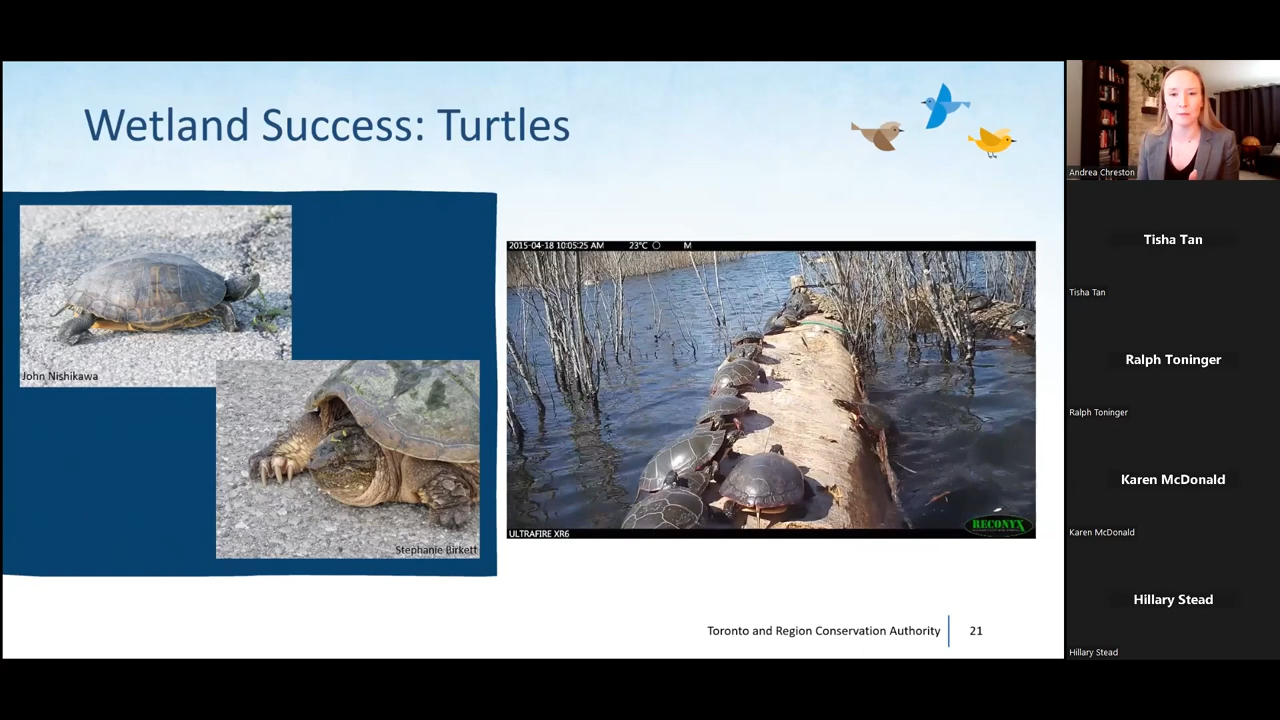 Wetland Success: Turtles
John Nishikawa
Stephanie Birkett
2015-04-18 10:05:25 AM 23°C M
RECONYX
ULTRAFIRE XR6
Toronto and Region Conservation Authority 21
Andrea Chreston
Tisha Tan
Tisha Tan
Ralph Toninger
Ralph Toninger
Karen McDonald
Karen McDonald
Hillary Stead
Hillary Stead